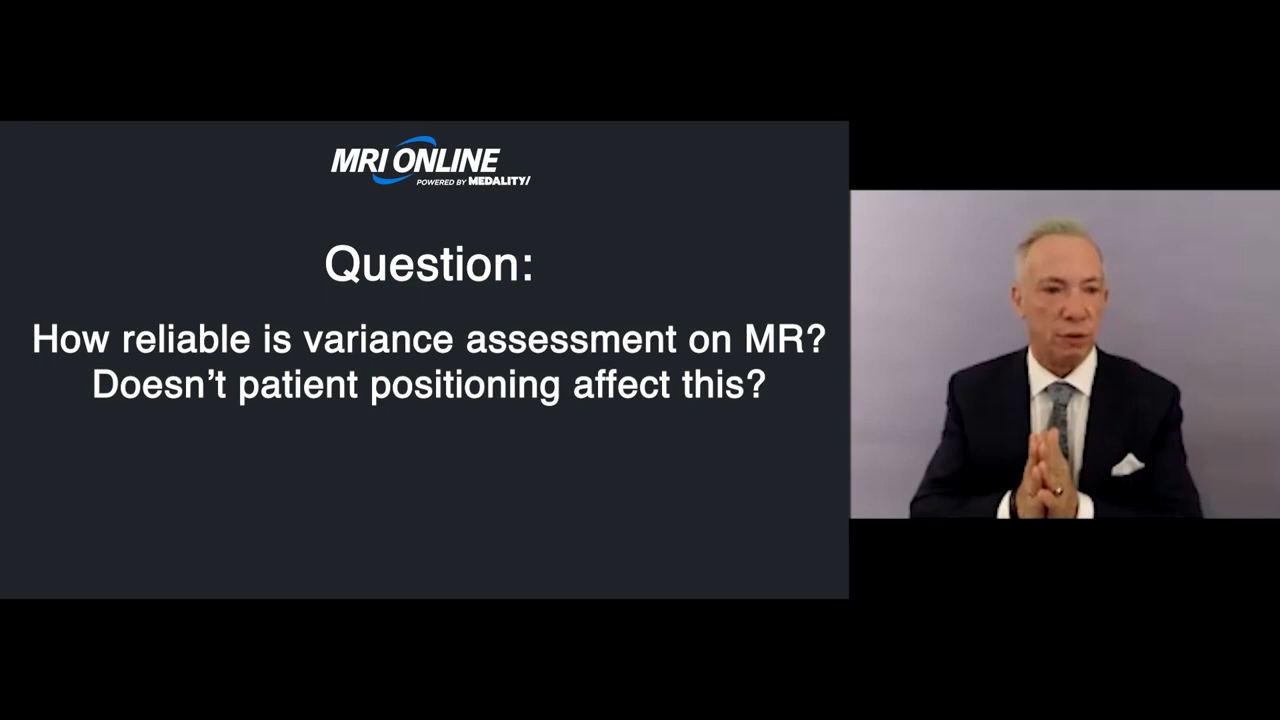 MRI ONLINE
POWERED BY MEDALITY/
Question:
How reliable is variance assessment on MR?
Doesn't patient positioning affect this?